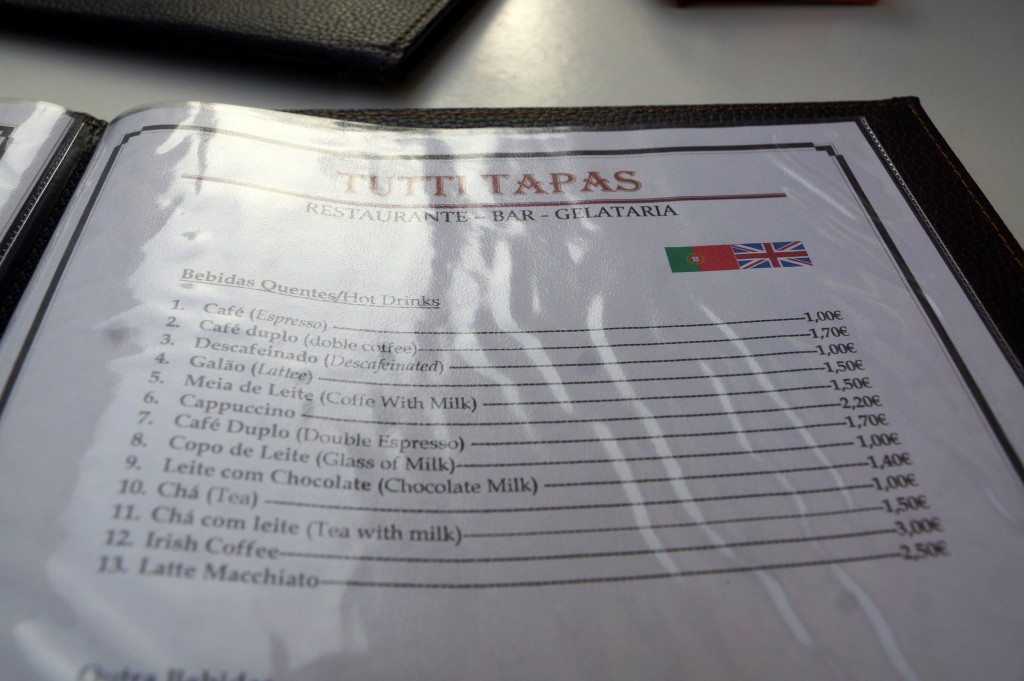 TUTTI TAPAS
RESTAURANTE - BAR - GELATARIA
Bebidas Quentes/Hot Drinks
1. Café (Espresso) 1,00€
2. Café duplo (doble coffee) 1,70€
3. Descafeinado (Descafeinated) 1,00€
4. Galão (Lattee) 1,50€
5. Meia de Leite (Coffe With Milk) 1,50€
6. Cappuccino 2,20€
7. Café Duplo (Double Espresso) 1,70€
8. Copo de Leite (Glass of Milk) 1,00€
9. Leite com Chocolate (Chocolate Milk) 1,40€
10. Chá (Tea) 1,00€
11. Chá com leite (Tea with milk) 1,50€
12. Irish Coffee 3,00€
13. Latte Macchiato 2,50€
Outra Bebidas